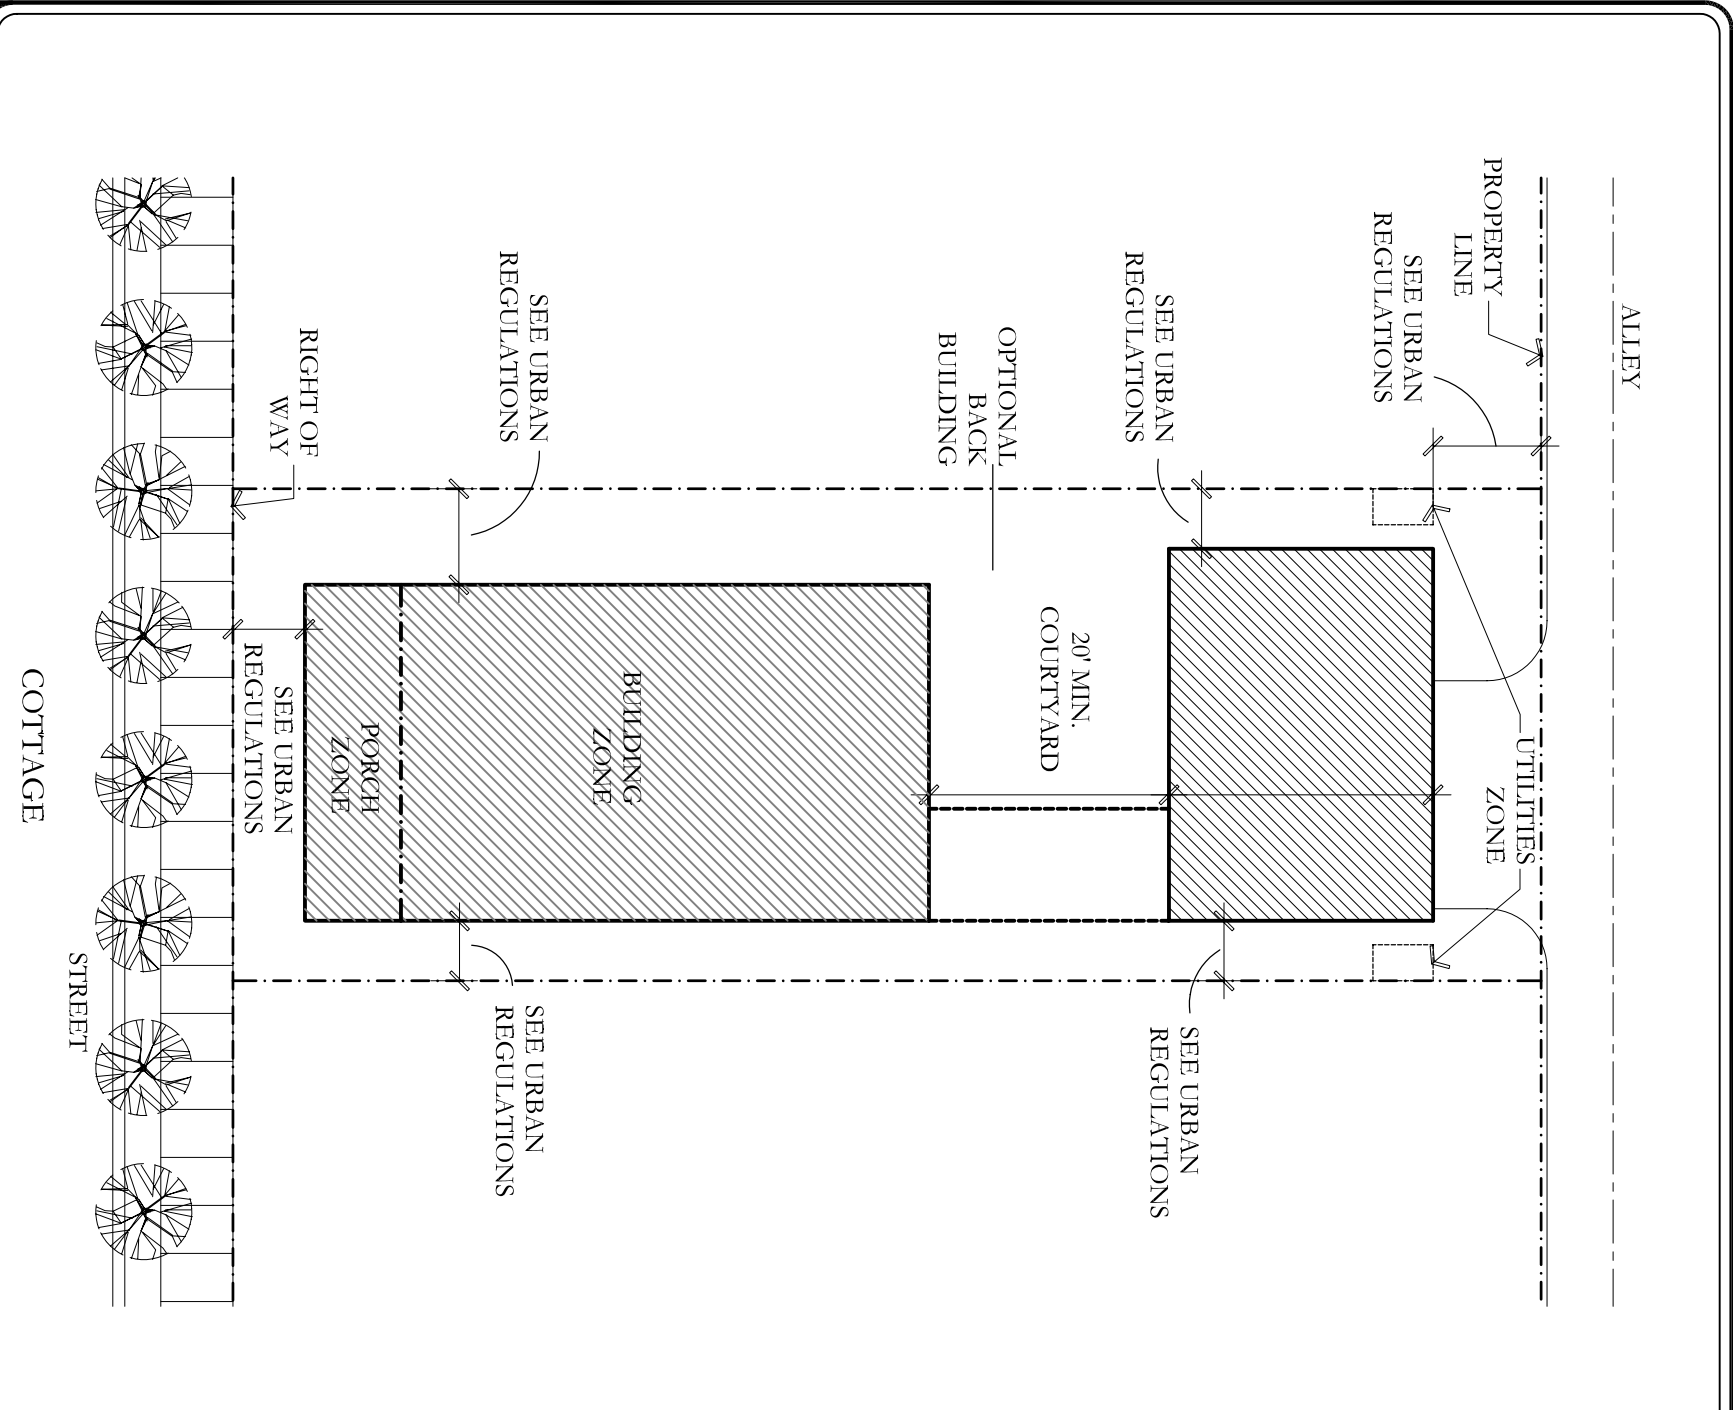 ALLEY
PROPERTY
LINE
SEE URBAN
REGULATIONS
UTILITIES
ZONE
SEE URBAN
REGULATIONS
SEE URBAN
REGULATIONS
20' MIN.
COURTYARD
OPTIONAL
BACK
BUILDING
BUILDING
ZONE
SEE URBAN
REGULATIONS
SEE URBAN
REGULATIONS
PORCH
ZONE
RIGHT OF
WAY
SEE URBAN
REGULATIONS
STREET
COTTAGE